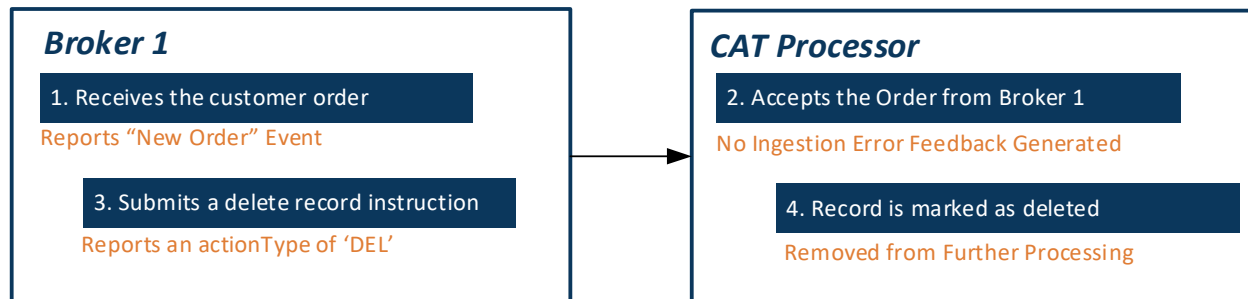 Broker 1
1. Receives the customer order
Reports “New Order” Event
3. Submits a delete record instruction
Reports an actionType of ‘DEL’
CAT Processor
2. Accepts the Order from Broker 1
No Ingestion Error Feedback Generated
4. Record is marked as deleted
Removed from Further Processing